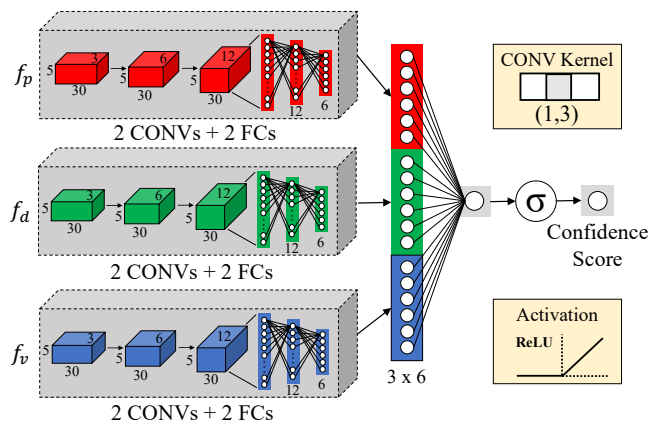 f_p
5
3
30
6
30
12
5
30
12
6
2 CONVs + 2 FCs
f_d
5
3
30
6
5
30
12
5
30
12
6
2 CONVs + 2 FCs
f_v
5
3
30
6
5
30
12
5
30
12
6
2 CONVs + 2 FCs
3 x 6
σ
Confidence
Score
CONV Kernel
(1,3)
Activation
ReLU